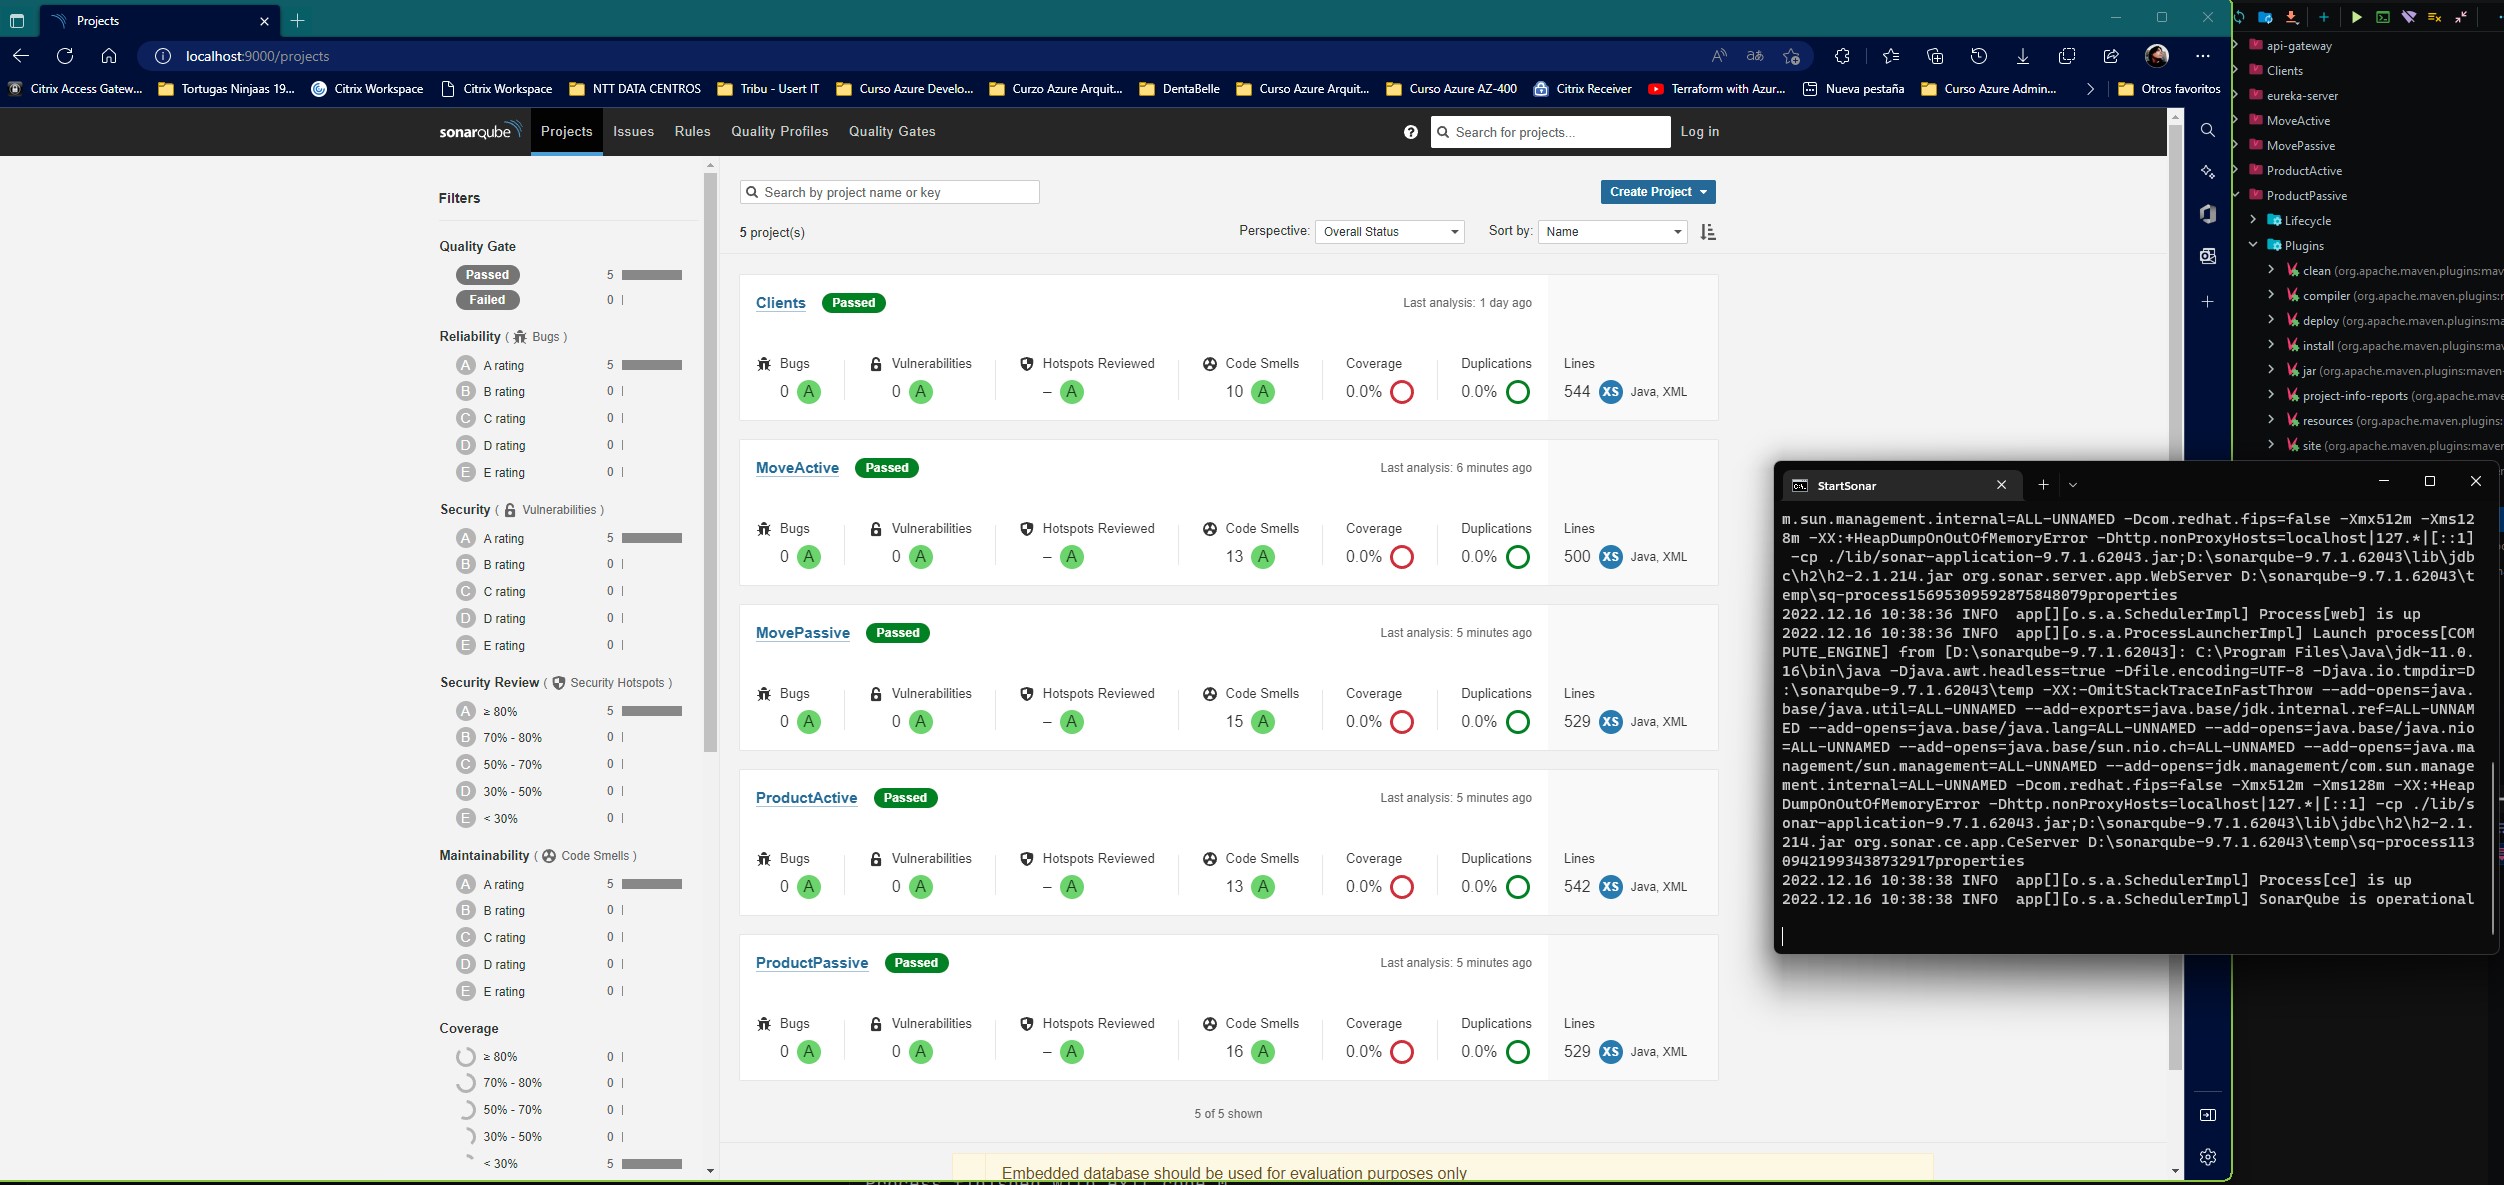 Projects
localhost:9000/projects
Citrix Access Gatew...
Tortugas Ninjaas 19...
Citrix Workspace
Citrix Workspace
NTT DATA CENTROS
Tribu - Usert IT
Curso Azure Develo...
Curzo Azure Arquit...
DentaBelle
Curso Azure Arquit...
Curso Azure AZ-400
Citrix Receiver
Terraform with Azur...
Nueva pestaña
Curso Azure Admin...
Otros favoritos
sonarqube
Projects
Issues
Rules
Quality Profiles
Quality Gates
Search for projects...
Log in
Filters
Quality Gate
Passed 5
Failed 0
Reliability ( Bugs )
A A rating 5
B B rating 0
C C rating 0
D D rating 0
E E rating 0
Security ( Vulnerabilities )
A A rating 5
B B rating 0
C C rating 0
D D rating 0
E E rating 0
Security Review ( Security Hotspots )
A ≥ 80% 5
B 70% - 80% 0
C 50% - 70% 0
D 30% - 50% 0
E < 30% 0
Maintainability ( Code Smells )
A A rating 5
B B rating 0
C C rating 0
D D rating 0
E E rating 0
Coverage
≥ 80% 0
70% - 80% 0
50% - 70% 0
30% - 50% 0
< 30% 5
Search by project name or key
Create Project
5 project(s)
Perspective: Overall Status
Sort by: Name
Clients Passed Last analysis: 1 day ago
Bugs Vulnerabilities Hotspots Reviewed Code Smells Coverage Duplications Lines
0 A 0 A – A 10 A 0.0% 0.0% 544 XS Java, XML
MoveActive Passed Last analysis: 6 minutes ago
Bugs Vulnerabilities Hotspots Reviewed Code Smells Coverage Duplications Lines
0 A 0 A – A 13 A 0.0% 0.0% 500 XS Java, XML
MovePassive Passed Last analysis: 5 minutes ago
Bugs Vulnerabilities Hotspots Reviewed Code Smells Coverage Duplications Lines
0 A 0 A – A 15 A 0.0% 0.0% 529 XS Java, XML
ProductActive Passed Last analysis: 5 minutes ago
Bugs Vulnerabilities Hotspots Reviewed Code Smells Coverage Duplications Lines
0 A 0 A – A 13 A 0.0% 0.0% 542 XS Java, XML
ProductPassive Passed Last analysis: 5 minutes ago
Bugs Vulnerabilities Hotspots Reviewed Code Smells Coverage Duplications Lines
0 A 0 A – A 16 A 0.0% 0.0% 529 XS Java, XML
5 of 5 shown
Embedded database should be used for evaluation purposes only
api-gateway
Clients
eureka-server
MoveActive
MovePassive
ProductActive
ProductPassive
Lifecycle
Plugins
clean (org.apache.maven.plugins:mav
compiler (org.apache.maven.plugins:r
deploy (org.apache.maven.plugins:ma
install (org.apache.maven.plugins:mav
jar (org.apache.maven.plugins:maven-
project-info-reports (org.apache.mave
resources (org.apache.maven.plugins:
site (org.apache.maven.plugins:maven
StartSonar
m.sun.management.internal=ALL-UNNAMED -Dcom.redhat.fips=false -Xmx512m -Xms12
8m -XX:+HeapDumpOnOutOfMemoryError -Dhttp.nonProxyHosts=localhost|127.*|[::1]
-cp ./lib/sonar-application-9.7.1.62043.jar;D:\sonarqube-9.7.1.62043\lib\jdb
c\h2\h2-2.1.214.jar org.sonar.server.app.WebServer D:\sonarqube-9.7.1.62043\t
emp\sq-process15695309592875848079properties
2022.12.16 10:38:36 INFO  app[][o.s.a.SchedulerImpl] Process[web] is up
2022.12.16 10:38:36 INFO  app[][o.s.a.ProcessLauncherImpl] Launch process[COM
PUTE_ENGINE] from [D:\sonarqube-9.7.1.62043]: C:\Program Files\Java\jdk-11.0.
16\bin\java -Djava.awt.headless=true -Dfile.encoding=UTF-8 -Djava.io.tmpdir=D
:\sonarqube-9.7.1.62043\temp -XX:-OmitStackTraceInFastThrow --add-opens=java.
base/java.util=ALL-UNNAMED --add-exports=java.base/jdk.internal.ref=ALL-UNNAM
ED --add-opens=java.base/java.lang=ALL-UNNAMED --add-opens=java.base/java.nio
=ALL-UNNAMED --add-opens=java.base/sun.nio.ch=ALL-UNNAMED --add-opens=java.ma
nagement/sun.management=ALL-UNNAMED --add-opens=jdk.management/com.sun.manage
ment.internal=ALL-UNNAMED -Dcom.redhat.fips=false -Xmx512m -Xms128m -XX:+Heap
DumpOnOutOfMemoryError -Dhttp.nonProxyHosts=localhost|127.*|[::1] -cp ./lib/s
onar-application-9.7.1.62043.jar;D:\sonarqube-9.7.1.62043\lib\jdbc\h2\h2-2.1.
214.jar org.sonar.ce.app.CeServer D:\sonarqube-9.7.1.62043\temp\sq-process113
09421993438732917properties
2022.12.16 10:38:38 INFO  app[][o.s.a.SchedulerImpl] Process[ce] is up
2022.12.16 10:38:38 INFO  app[][o.s.a.SchedulerImpl] SonarQube is operational